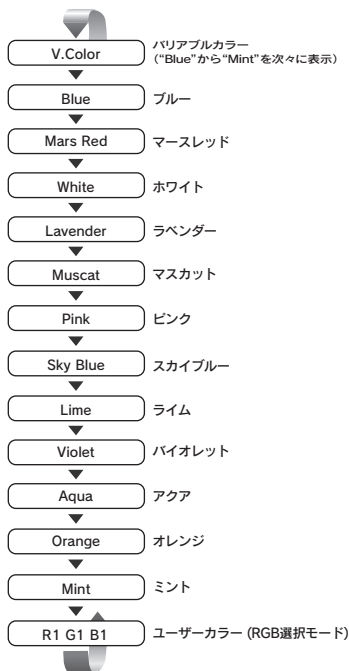 V.Color
バリアブルカラー
(“Blue”から“Mint”を次々に表示)
Blue
ブルー
Mars Red
マースレッド
White
ホワイト
Lavender
ラベンダー
Muscat
マスカット
Pink
ピンク
Sky Blue
スカイブルー
Lime
ライム
Violet
バイオレット
Aqua
アクア
Orange
オレンジ
Mint
ミント
R1 G1 B1
ユーザーカラー (RGB選択モード)